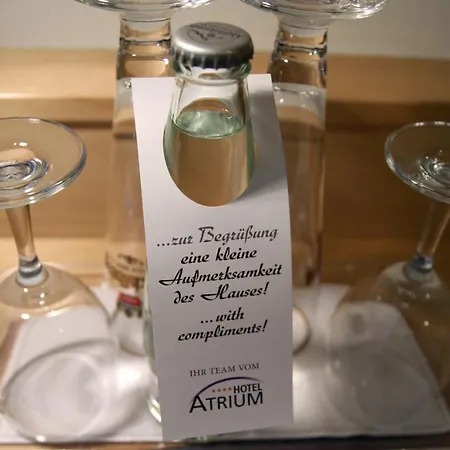 ...zur Begrüßung
eine kleine
Aufmerksamkeit
des Hauses!
...with
compliments!
IHR TEAM VOM
HOTEL
ATRIUM